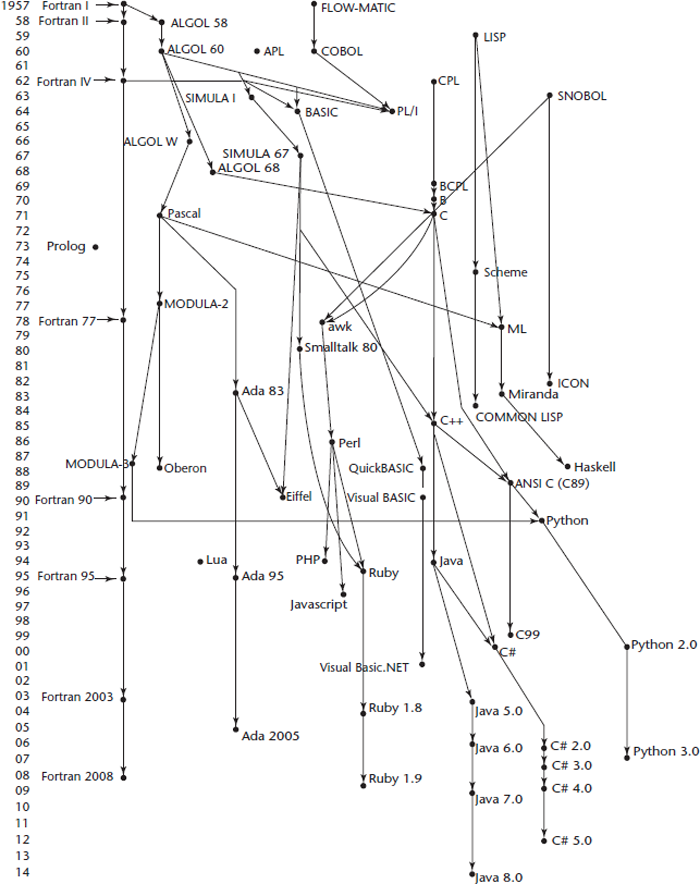 1957 Fortran I FLOW-MATIC
58 Fortran II ALGOL 58
59 LISP
60 ALGOL 60 APL COBOL
61
62 Fortran IV CPL
63 SIMULA I SNOBOL
64 BASIC PL/I
65
66 ALGOL W
67 SIMULA 67
68 ALGOL 68
69 BCPL
70 B
71 Pascal C
72
73 Prolog
74
75 Scheme
76
77 MODULA-2
78 Fortran 77 awk ML
79
80 Smalltalk 80
81
82 ICON
83 Ada 83 Miranda
84 COMMON LISP
85 C++
86 Perl
87 MODULA-3
88 Oberon QuickBASIC Haskell
89 ANSI C (C89)
90 Fortran 90 Eiffel Visual BASIC
91 Python
92
93
94 Lua PHP Java
95 Fortran 95 Ada 95 Ruby
96 Javascript
97
98
99 C99
00 C# Python 2.0
01 Visual Basic.NET
02
03 Fortran 2003
04 Ruby 1.8 Java 5.0
05 Ada 2005
06 Java 6.0 C# 2.0
07 C# 3.0 Python 3.0
08 Fortran 2008 Ruby 1.9 C# 4.0
09 Java 7.0
10
11
12 C# 5.0
13
14 Java 8.0